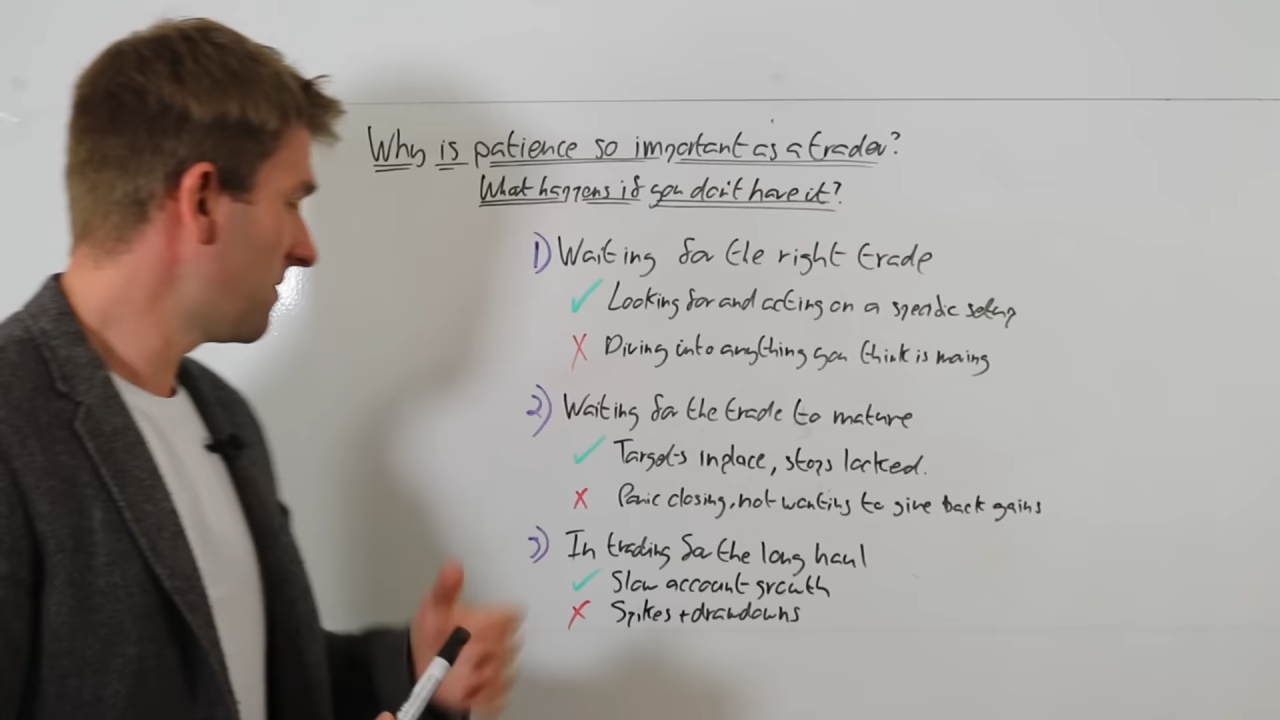 Why is patience so important as a trader?
What happens if you don't have it?
1) Waiting for the right trade
✓ Looking for and acting on a specific setup
X Diving into anything you think is moving
2) Waiting for the trade to mature
✓ Targets in place, stops locked.
X Panic closing, not wanting to give back gains
3) In trading for the long haul
✓ Slow account growth
X Spikes + drawdowns